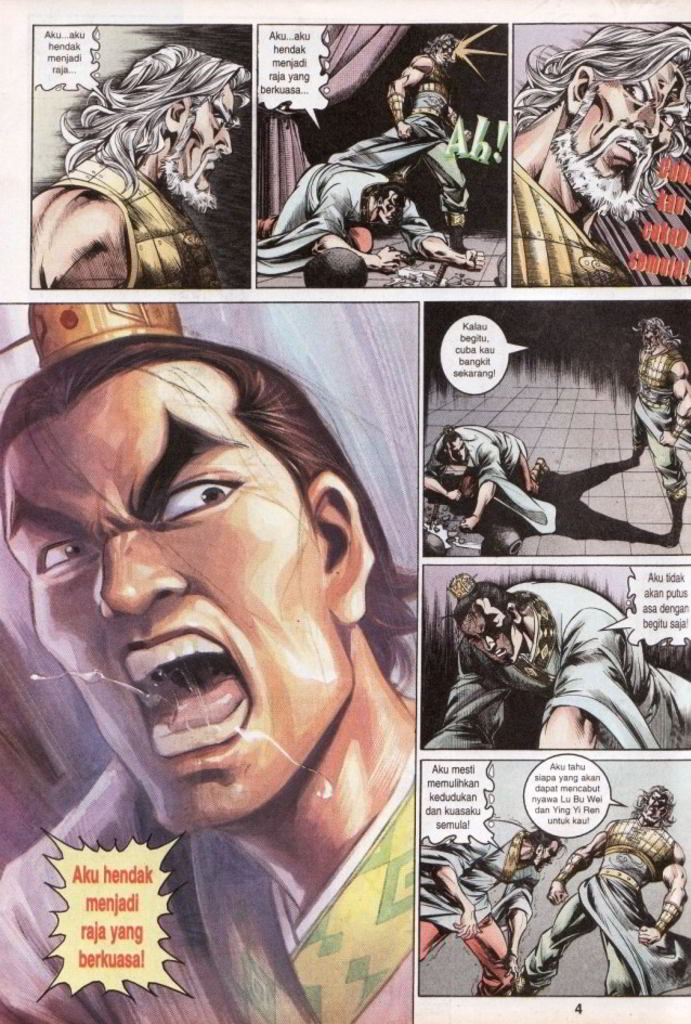 Aku...aku
hendak
menjadi
raja...
Aku...aku
hendak
menjadi
raja yang
berkuasa...
Ah!
kau
cakap
semula!
Aku hendak
menjadi
raja yang
berkuasa!
Kalau
begitu,
cuba kau
bangkit
sekarang!
Aku tidak
akan putus
asa dengan
begitu saja!
Aku mesti
memulihkan
kedudukan
dan kuasaku
semula!
Aku tahu
siapa yang akan
dapat mencabut
nyawa Lu Bu Wei
dan Ying Yi Ren
untuk kau!
4